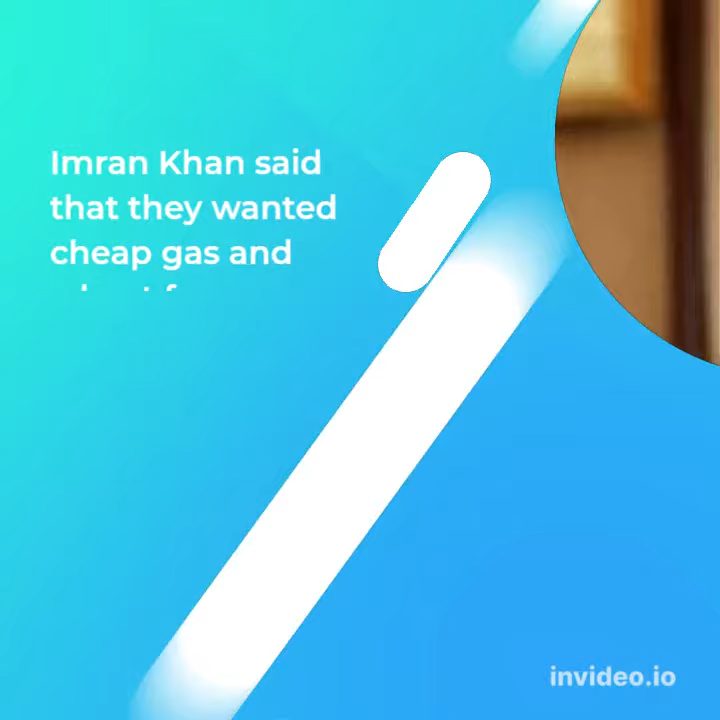 Imran Khan said
that they wanted
cheap gas and
invideo.io